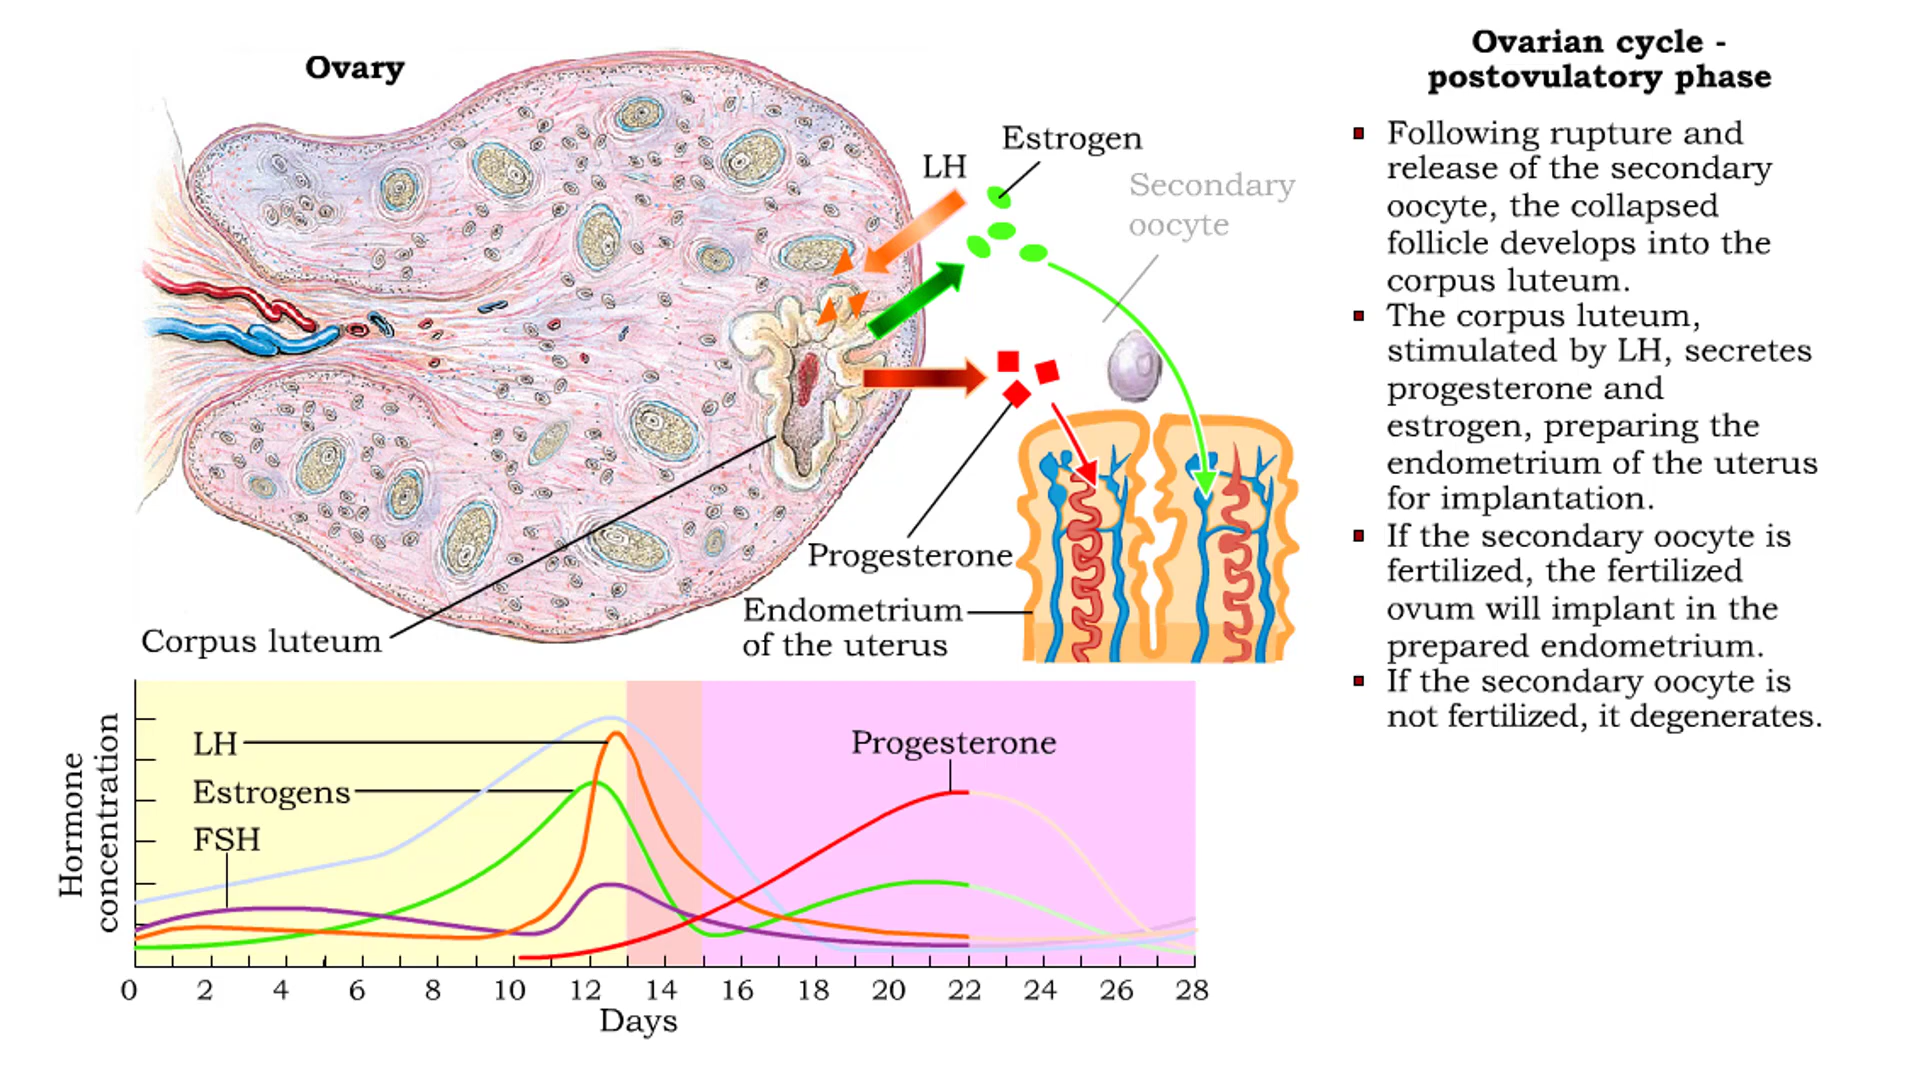 Ovary
Estrogen
LH
Secondary
oocyte
Progesterone
Endometrium
of the uterus
Corpus luteum
Ovarian cycle -
postovulatory phase
Following rupture and
release of the secondary
oocyte, the collapsed
follicle develops into the
corpus luteum.
The corpus luteum,
stimulated by LH, secretes
progesterone and
estrogen, preparing the
endometrium of the uterus
for implantation.
If the secondary oocyte is
fertilized, the fertilized
ovum will implant in the
prepared endometrium.
If the secondary oocyte is
not fertilized, it degenerates.
Hormone
concentration
LH
Estrogens
FSH
Progesterone
0 2 4 6 8 10 12 14 16 18 20 22 24 26 28
Days